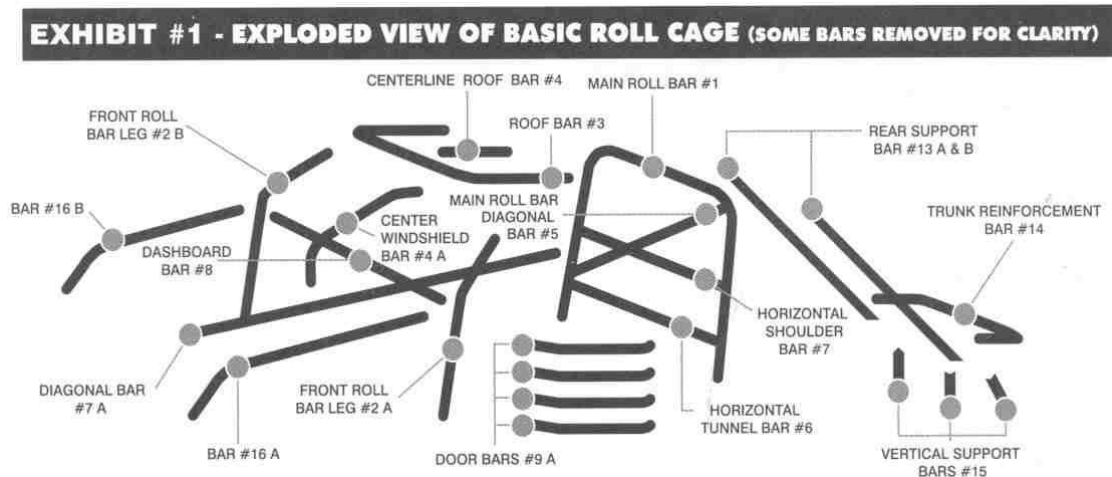 EXHIBIT #1 - EXPLODED VIEW OF BASIC ROLL CAGE (SOME BARS REMOVED FOR CLARITY)
CENTERLINE ROOF BAR #4
MAIN ROLL BAR #1
FRONT ROLL
BAR LEG #2 B
ROOF BAR #3
REAR SUPPORT
BAR #13 A & B
BAR #16 B
MAIN ROLL BAR
DIAGONAL
BAR #5
TRUNK REINFORCEMENT
BAR #14
CENTER
WINDSHIELD
BAR #4 A
DASHBOARD
BAR #8
HORIZONTAL
SHOULDER
BAR #7
DIAGONAL BAR
#7 A
FRONT ROLL
BAR LEG #2 A
HORIZONTAL
TUNNEL BAR #6
BAR #16 A
DOOR BARS #9 A
VERTICAL SUPPORT
BARS #15